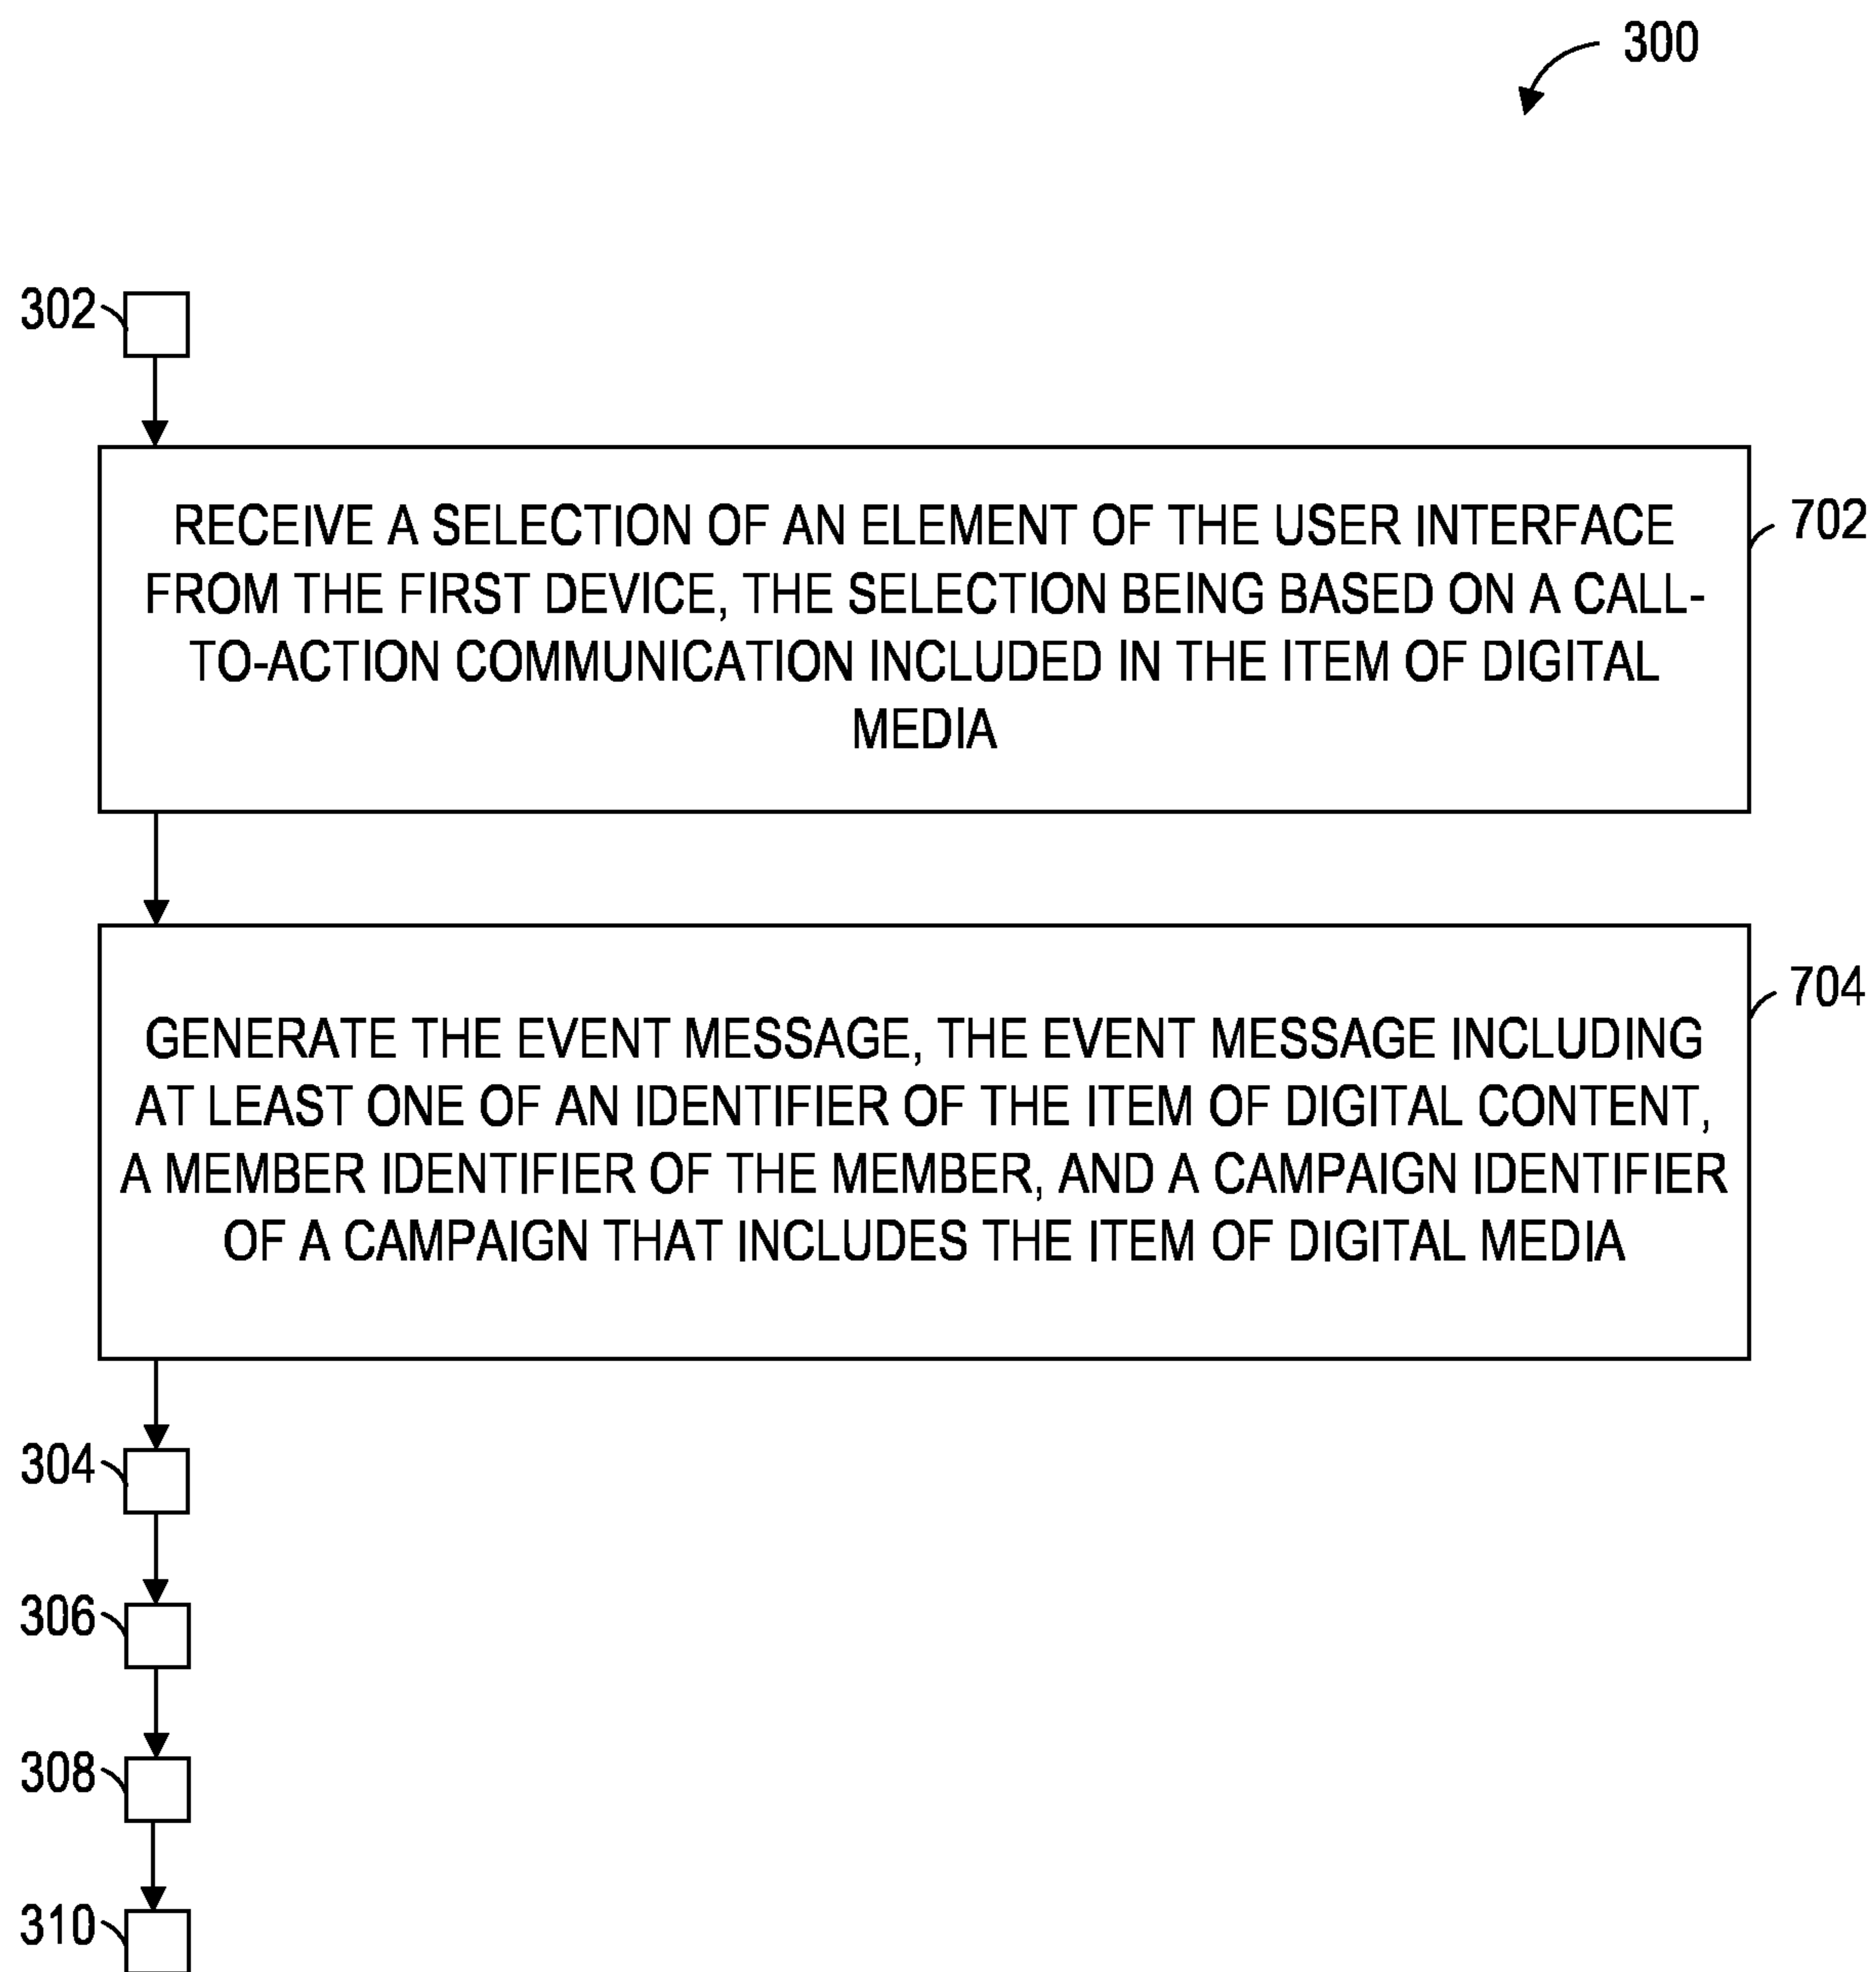 300
302
RECEIVE A SELECTION OF AN ELEMENT OF THE USER INTERFACE
FROM THE FIRST DEVICE, THE SELECTION BEING BASED ON A CALL-
TO-ACTION COMMUNICATION INCLUDED IN THE ITEM OF DIGITAL
MEDIA
702
GENERATE THE EVENT MESSAGE, THE EVENT MESSAGE INCLUDING
AT LEAST ONE OF AN IDENTIFIER OF THE ITEM OF DIGITAL CONTENT,
A MEMBER IDENTIFIER OF THE MEMBER, AND A CAMPAIGN IDENTIFIER
OF A CAMPAIGN THAT INCLUDES THE ITEM OF DIGITAL MEDIA
704
304
306
308
310